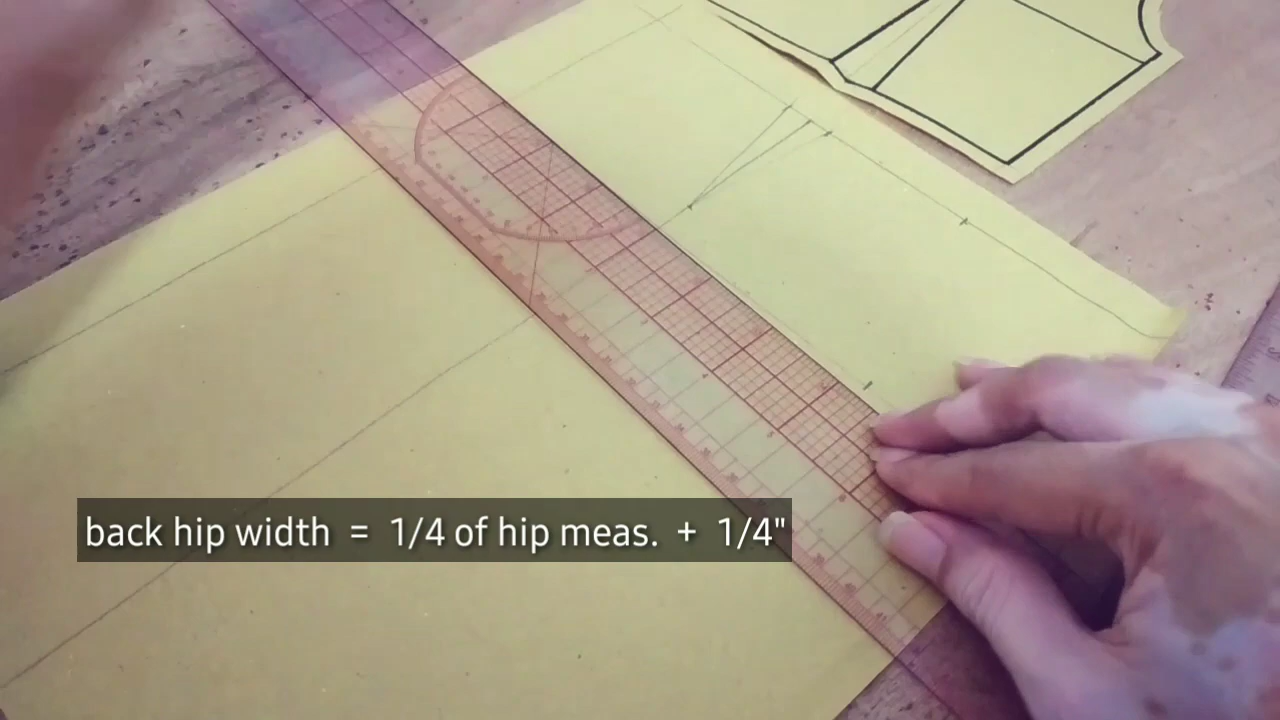 back hip width = 1/4 of hip meas. + 1/4"